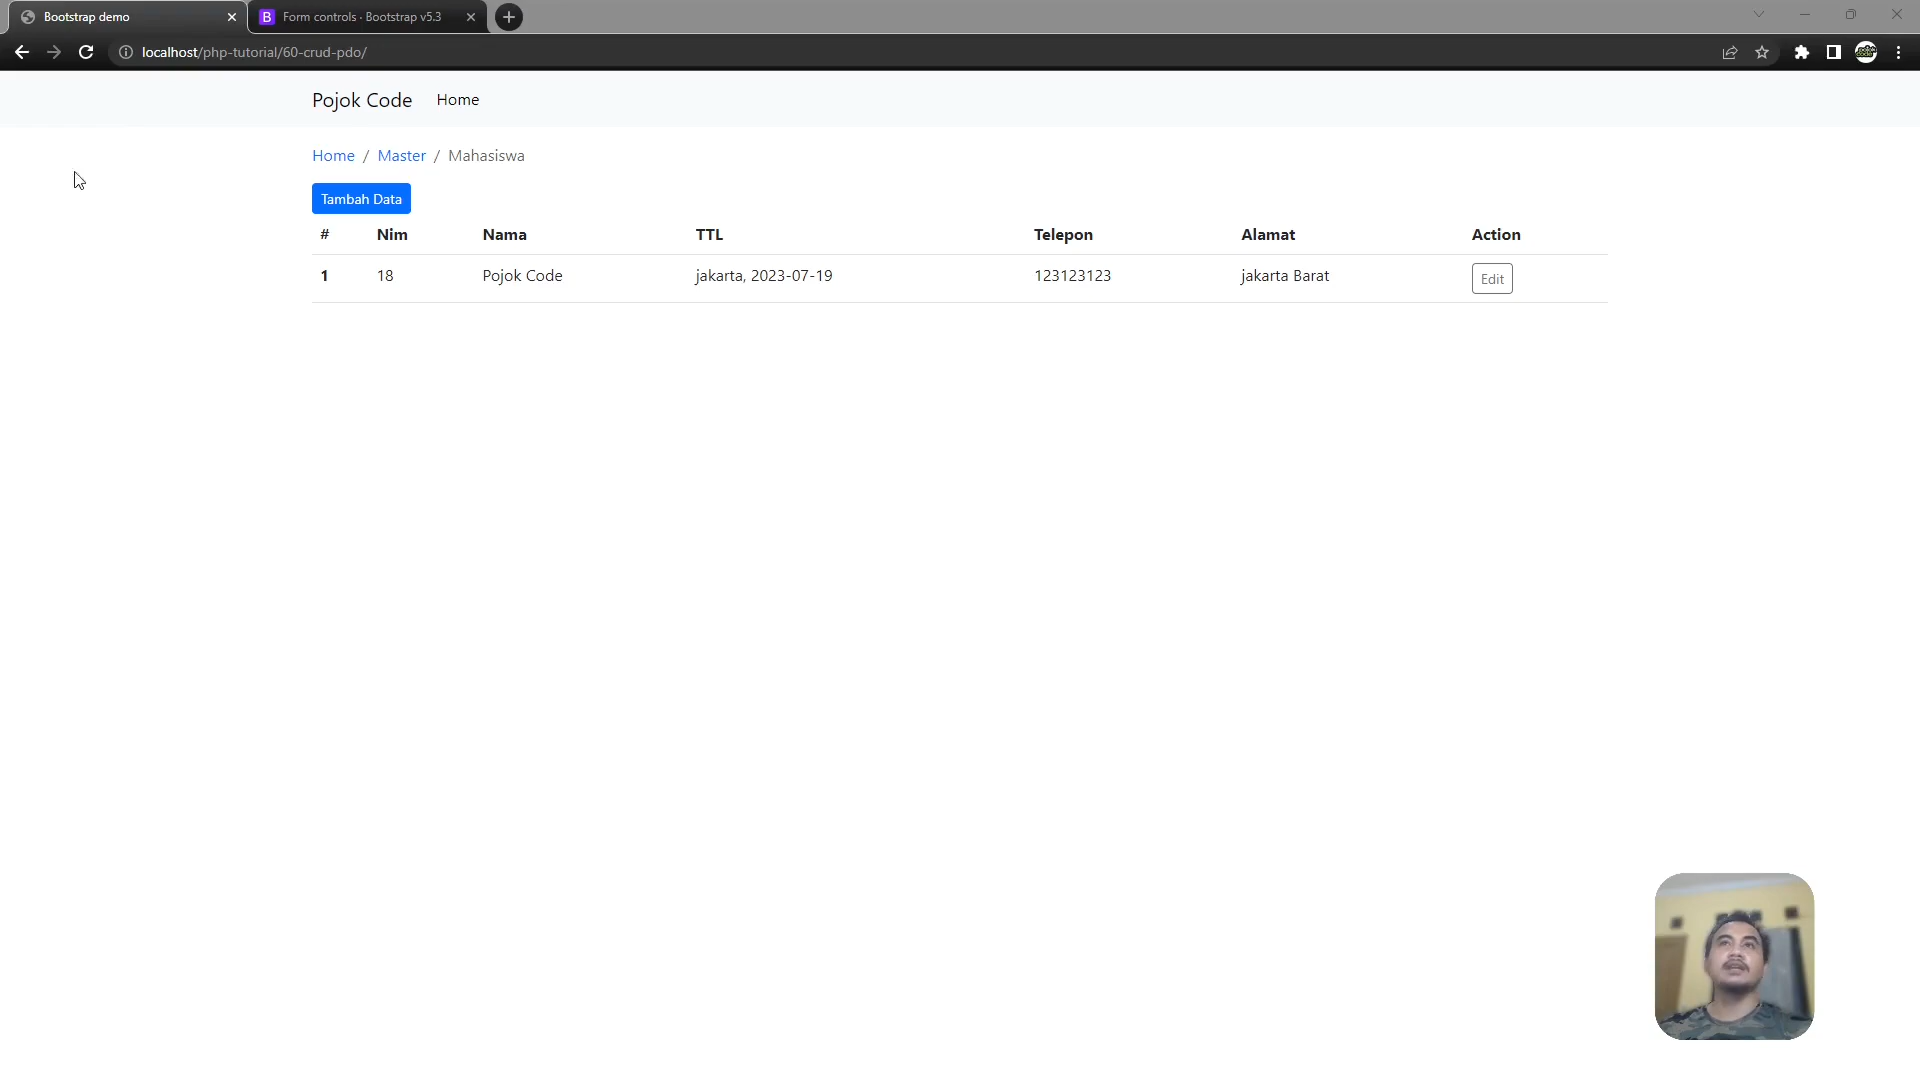 Bootstrap demo
Form controls · Bootstrap v5.3
localhost/php-tutorial/60-crud-pdo/
Pojok Code Home
Home / Master / Mahasiswa
Tambah Data
# Nim Nama TTL Telepon Alamat Action
1 18 Pojok Code jakarta, 2023-07-19 123123123 jakarta Barat Edit